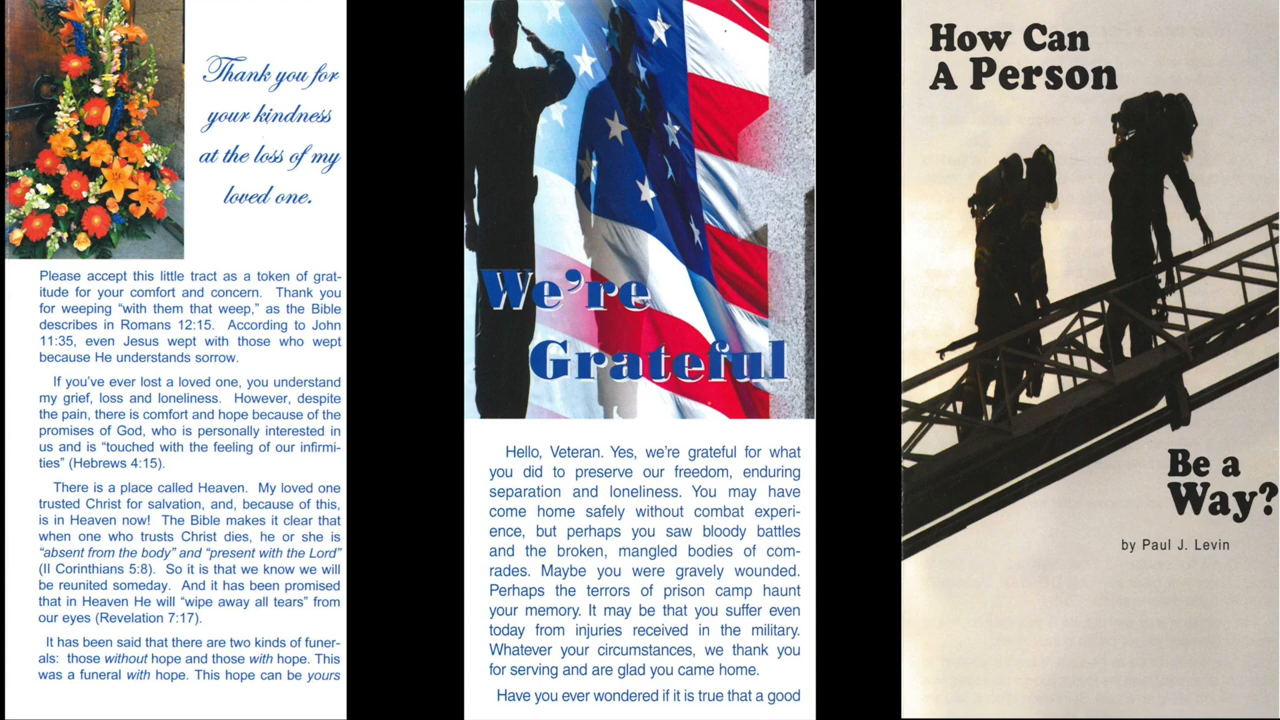 Thank you for
your kindness
at the loss of my
loved one.
Please accept this little tract as a token of grat-
itude for your comfort and concern. Thank you
for weeping “with them that weep,” as the Bible
describes in Romans 12:15. According to John
11:35, even Jesus wept with those who wept
because He understands sorrow.
If you’ve ever lost a loved one, you understand
my grief, loss and loneliness. However, despite
the pain, there is comfort and hope because of the
promises of God, who is personally interested in
us and is “touched with the feeling of our infirmi-
ties” (Hebrews 4:15).
There is a place called Heaven. My loved one
trusted Christ for salvation, and, because of this,
is in Heaven now! The Bible makes it clear that
when one who trusts Christ dies, he or she is
“absent from the body” and “present with the Lord”
(II Corinthians 5:8). So it is that we know we will
be reunited someday. And it has been promised
that in Heaven He will “wipe away all tears” from
our eyes (Revelation 7:17).
It has been said that there are two kinds of funer-
als: those without hope and those with hope. This
was a funeral with hope. This hope can be yours
We’re
Grateful
Hello, Veteran. Yes, we’re grateful for what
you did to preserve our freedom, enduring
separation and loneliness. You may have
come home safely without combat experi-
ence, but perhaps you saw bloody battles
and the broken, mangled bodies of com-
rades. Maybe you were gravely wounded.
Perhaps the terrors of prison camp haunt
your memory. It may be that you suffer even
today from injuries received in the military.
Whatever your circumstances, we thank you
for serving and are glad you came home.
Have you ever wondered if it is true that a good
How Can
A Person
Be a
Way?
by Paul J. Levin